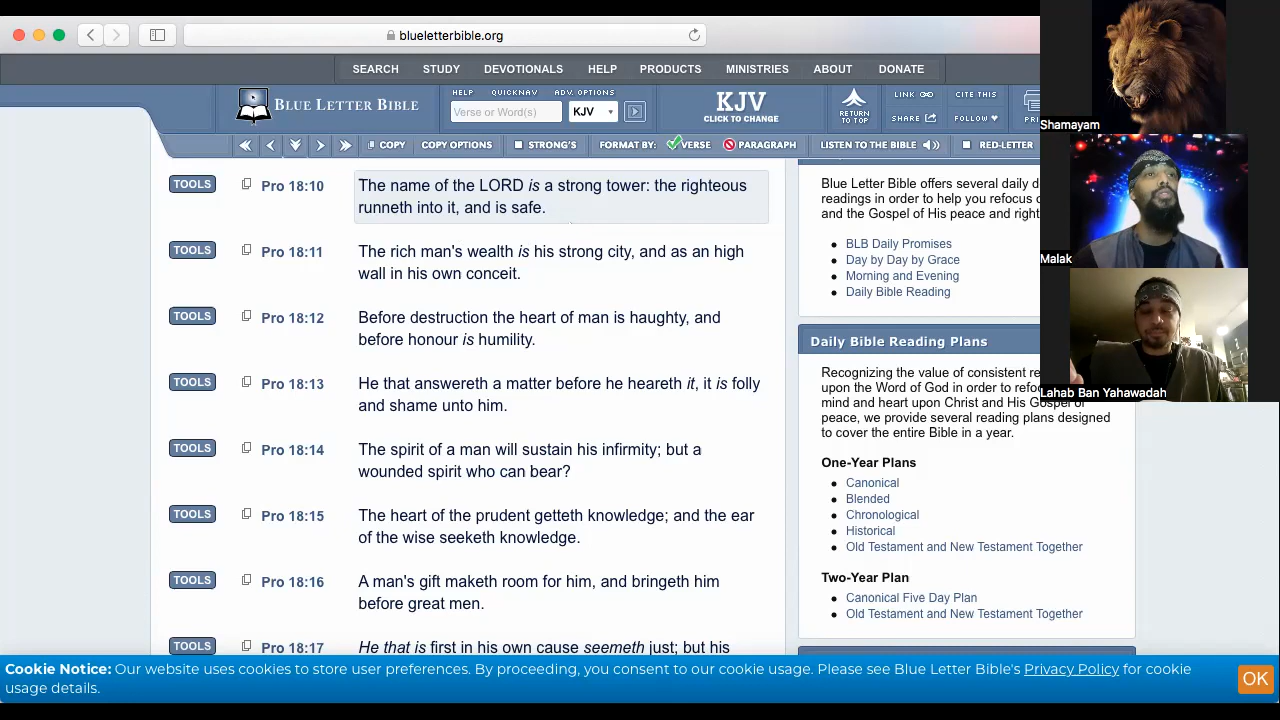 blueletterbible.org
SEARCH STUDY DEVOTIONALS HELP PRODUCTS MINISTRIES ABOUT DONATE
BLUE LETTER BIBLE
HELP QUICKNAV ADV. OPTIONS
Verse or Word(s) KJV
KJV
CLICK TO CHANGE
RETURN
TO TOP
LINK CITE THIS
SHARE FOLLOW
COPY COPY OPTIONS STRONG'S FORMAT BY: VERSE PARAGRAPH LISTEN TO THE BIBLE RED-LETTER
TOOLS Pro 18:10 The name of the LORD is a strong tower: the righteous
runneth into it, and is safe.
TOOLS Pro 18:11 The rich man's wealth is his strong city, and as an high
wall in his own conceit.
TOOLS Pro 18:12 Before destruction the heart of man is haughty, and
before honour is humility.
TOOLS Pro 18:13 He that answereth a matter before he heareth it, it is folly
and shame unto him.
TOOLS Pro 18:14 The spirit of a man will sustain his infirmity; but a
wounded spirit who can bear?
TOOLS Pro 18:15 The heart of the prudent getteth knowledge; and the ear
of the wise seeketh knowledge.
TOOLS Pro 18:16 A man's gift maketh room for him, and bringeth him
before great men.
TOOLS Pro 18:17 He that is first in his own cause seemeth just; but his
Blue Letter Bible offers several daily d
readings in order to help you refocus
and the Gospel of His peace and right
BLB Daily Promises
Day by Day by Grace
Morning and Evening
Daily Bible Reading
Daily Bible Reading Plans
Recognizing the value of consistent re
upon the Word of God in order to refoc
mind and heart upon Christ and His Gospel of
peace, we provide several reading plans designed
to cover the entire Bible in a year.
One-Year Plans
Canonical
Blended
Chronological
Historical
Old Testament and New Testament Together
Two-Year Plan
Canonical Five Day Plan
Old Testament and New Testament Together
Shamayam
Malak
Lahab Ban Yahawadah
Cookie Notice: Our website uses cookies to store user preferences. By proceeding, you consent to our cookie usage. Please see Blue Letter Bible's Privacy Policy for cookie
usage details.
OK